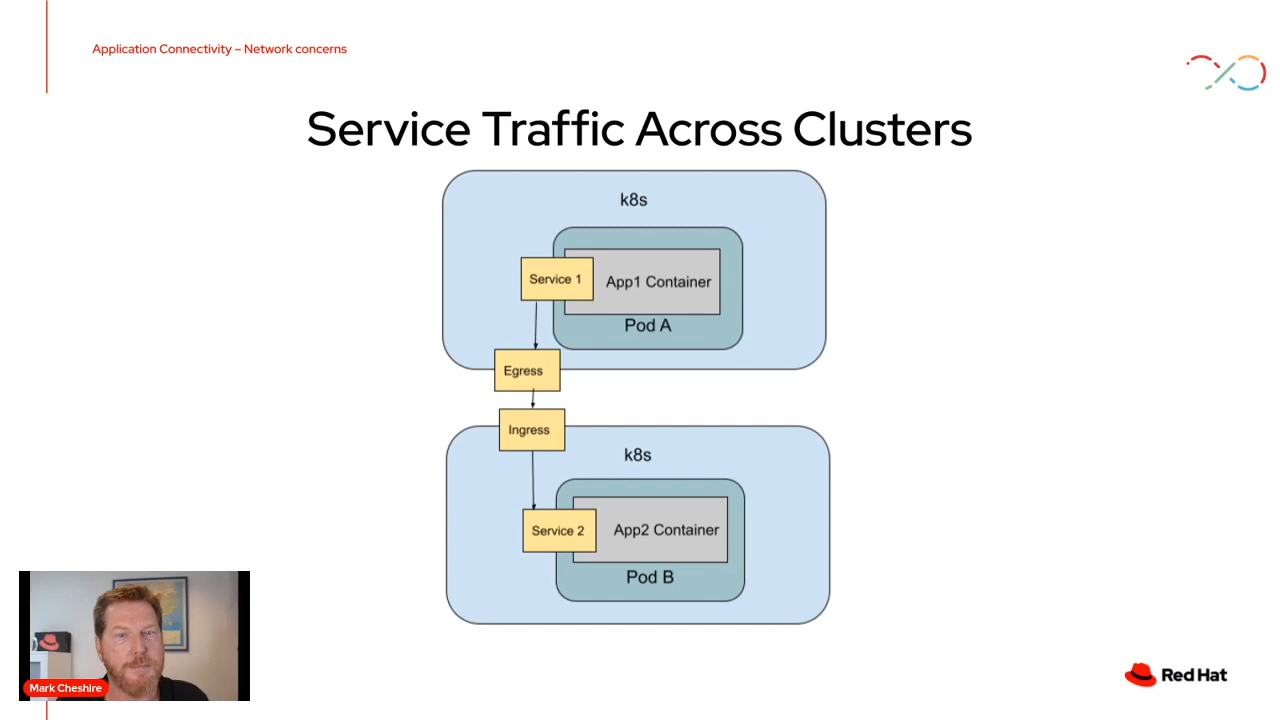 Application Connectivity – Network concerns
Service Traffic Across Clusters
k8s
Service 1
App1 Container
Pod A
Egress
Ingress
k8s
Service 2
App2 Container
Pod B
Mark Cheshire
Red Hat